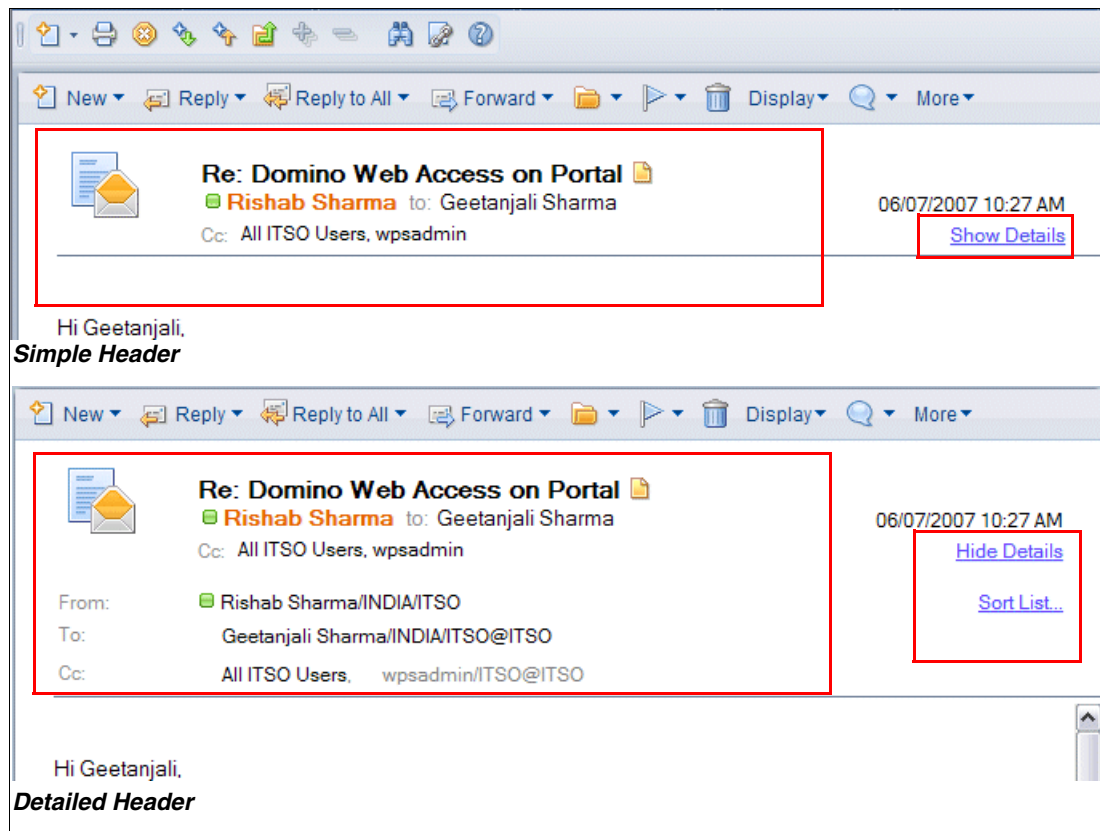 New Reply Reply to All Forward Display More
Re: Domino Web Access on Portal
Rishab Sharma to: Geetanjali Sharma
06/07/2007 10:27 AM
Cc: All ITSO Users, wpsadmin
Show Details
Hi Geetanjali,
Simple Header
New Reply Reply to All Forward Display More
Re: Domino Web Access on Portal
Rishab Sharma to: Geetanjali Sharma
06/07/2007 10:27 AM
Cc: All ITSO Users, wpsadmin
Hide Details
From: Rishab Sharma/INDIA/ITSO
Sort List...
To: Geetanjali Sharma/INDIA/ITSO@ITSO
Cc: All ITSO Users, wpsadmin/ITSO@ITSO
Hi Geetanjali,
Detailed Header